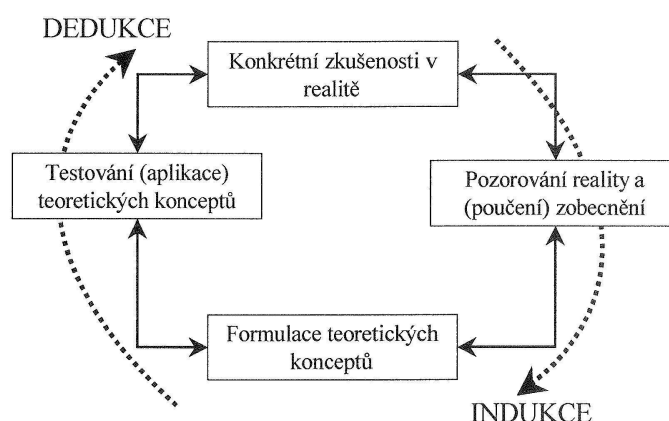 DEDUKCE
Konkrétní zkušenosti v
realitě
Testování (aplikace)
teoretických konceptů
Pozorování reality a
(poučení) zobecnění
Formulace teoretických
konceptů
INDUKCE